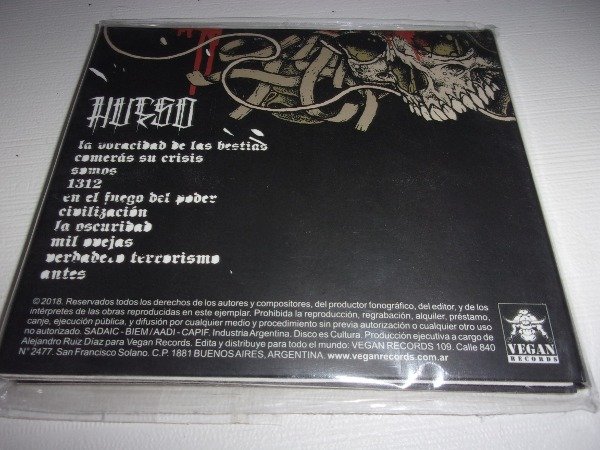 HUESO
la voracidad de las bestias
comerás su crisis
somos
1312
en el fuego del poder
civilización
la oscuridad
mil ovejas
verdadero terrorismo
antes
© 2018. Reservados todos los derechos de los autores y compositores, del productor fonográfico, del editor, y de los
intérpretes de las obras reproducidas en este ejemplar. Prohibida la reproducción, regrabación, alquiler, préstamo,
canje, ejecución pública, y difusión por cualquier medio y procedimiento sin previa autorización o cualquier otro uso
no autorizado. SADAIC - BIEM / AADI - CAPIF. Industria Argentina. Disco es Cultura. Producción ejecutiva a cargo de
Alejandro Ruiz Diaz para Vegan Records. Edita y distribuye para todo el mundo: VEGAN RECORDS 109. Calle 840
N° 2477. San Francisco Solano. C.P. 1881 BUENOS AIRES, ARGENTINA. www.veganrecords.com.ar
VEGAN
RECORDS